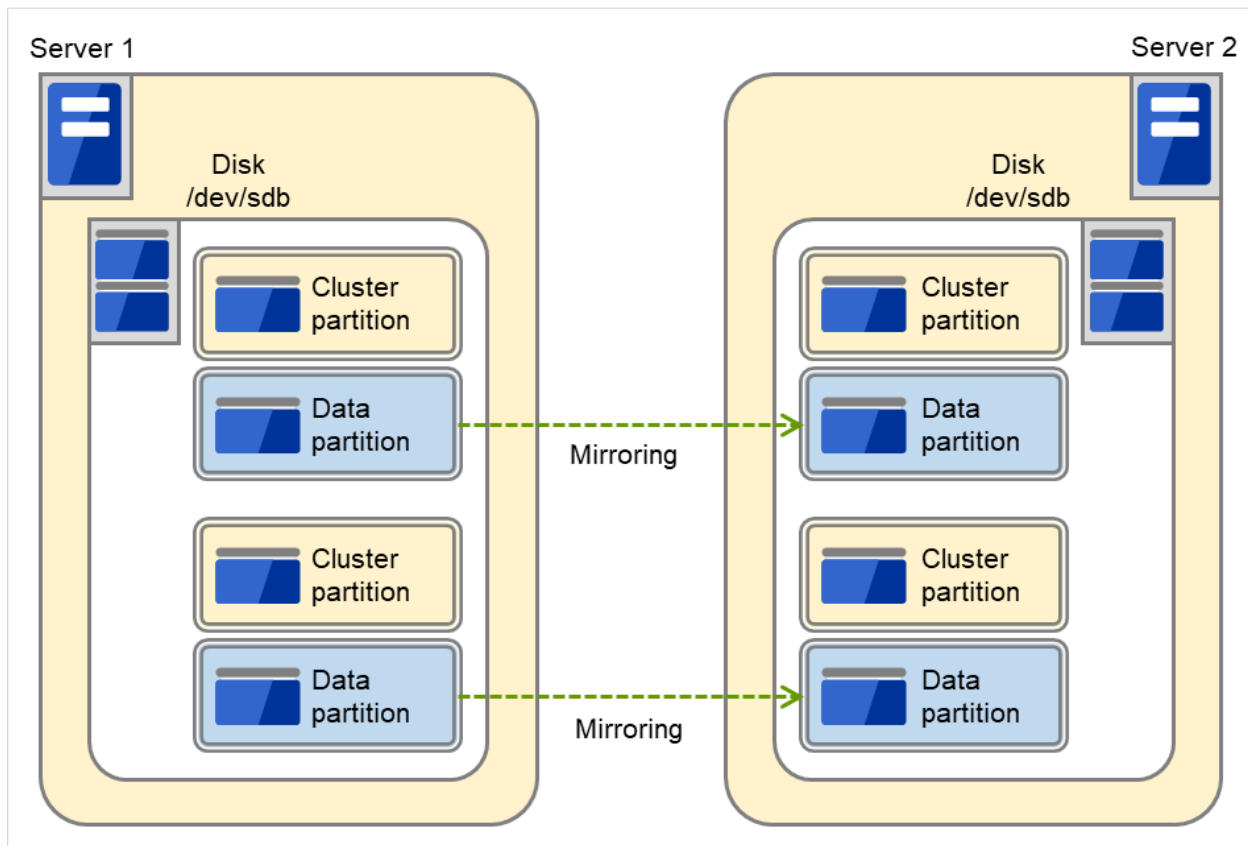 Server 1
Server 2
Disk
/dev/sdb
Disk
/dev/sdb
Cluster
partition
Cluster
partition
Data
partition
Data
partition
Mirroring
Cluster
partition
Cluster
partition
Data
partition
Data
partition
Mirroring